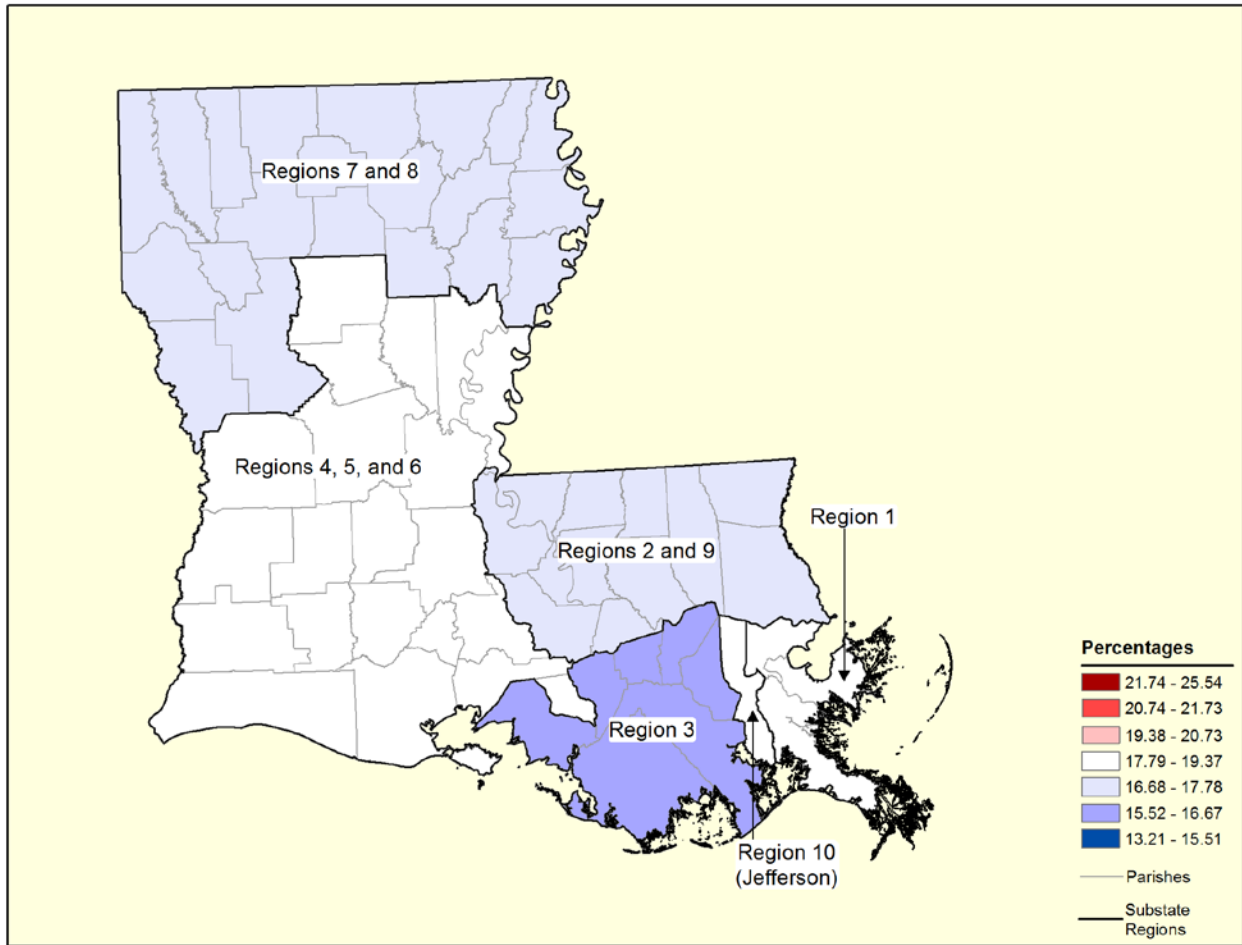 Regions 7 and 8
Regions 4, 5, and 6
Region 1
Regions 2 and 9
Region 3
Region 10
(Jefferson)
Percentages
21.74 - 25.54
20.74 - 21.73
19.38 - 20.73
17.79 - 19.37
16.68 - 17.78
15.52 - 16.67
13.21 - 15.51
Parishes
Substate
Regions